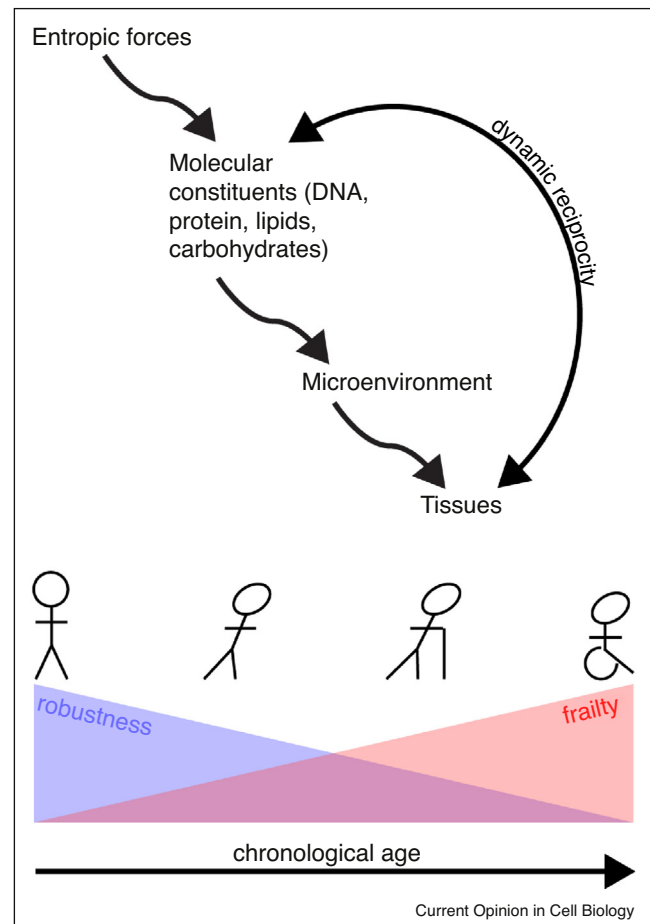 Entropic forces
dynamic reciprocity
Molecular
constituents (DNA,
protein, lipids,
carbohydrates)
Microenvironment
Tissues
robustness
frailty
chronological age
Current Opinion in Cell Biology